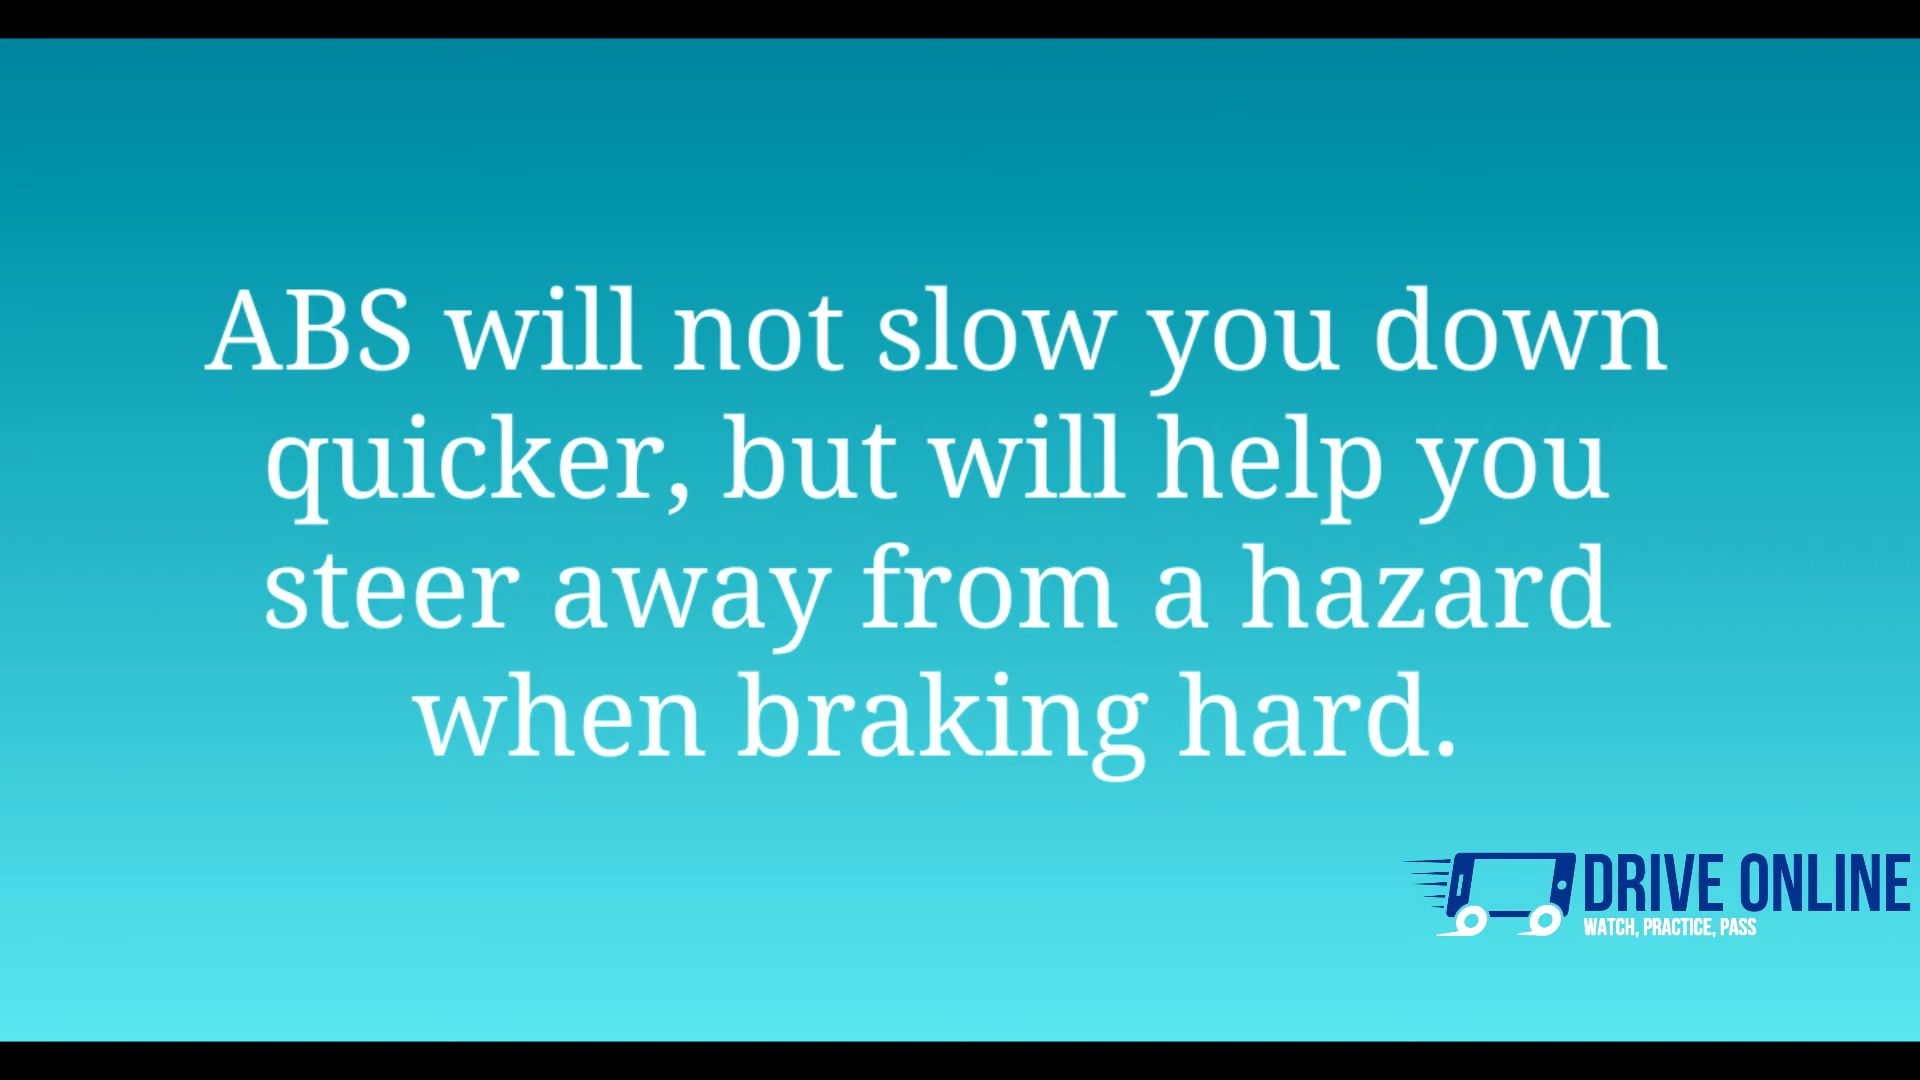 ABS will not slow you down
quicker, but will help you
steer away from a hazard
when braking hard.
DRIVE ONLINE
WATCH, PRACTICE, PASS